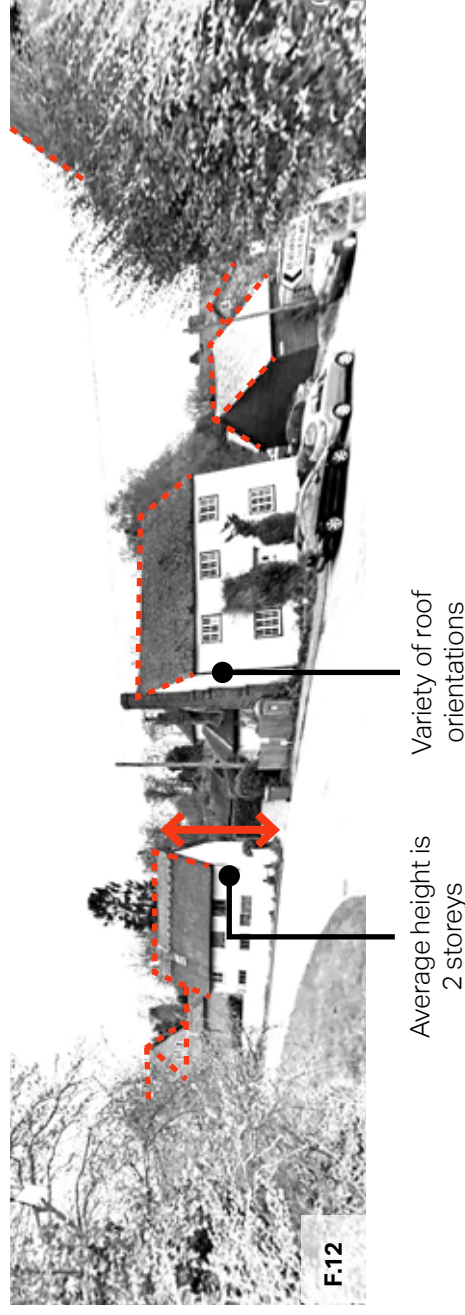 F.12
Average height is
2 storeys
Variety of roof
orientations